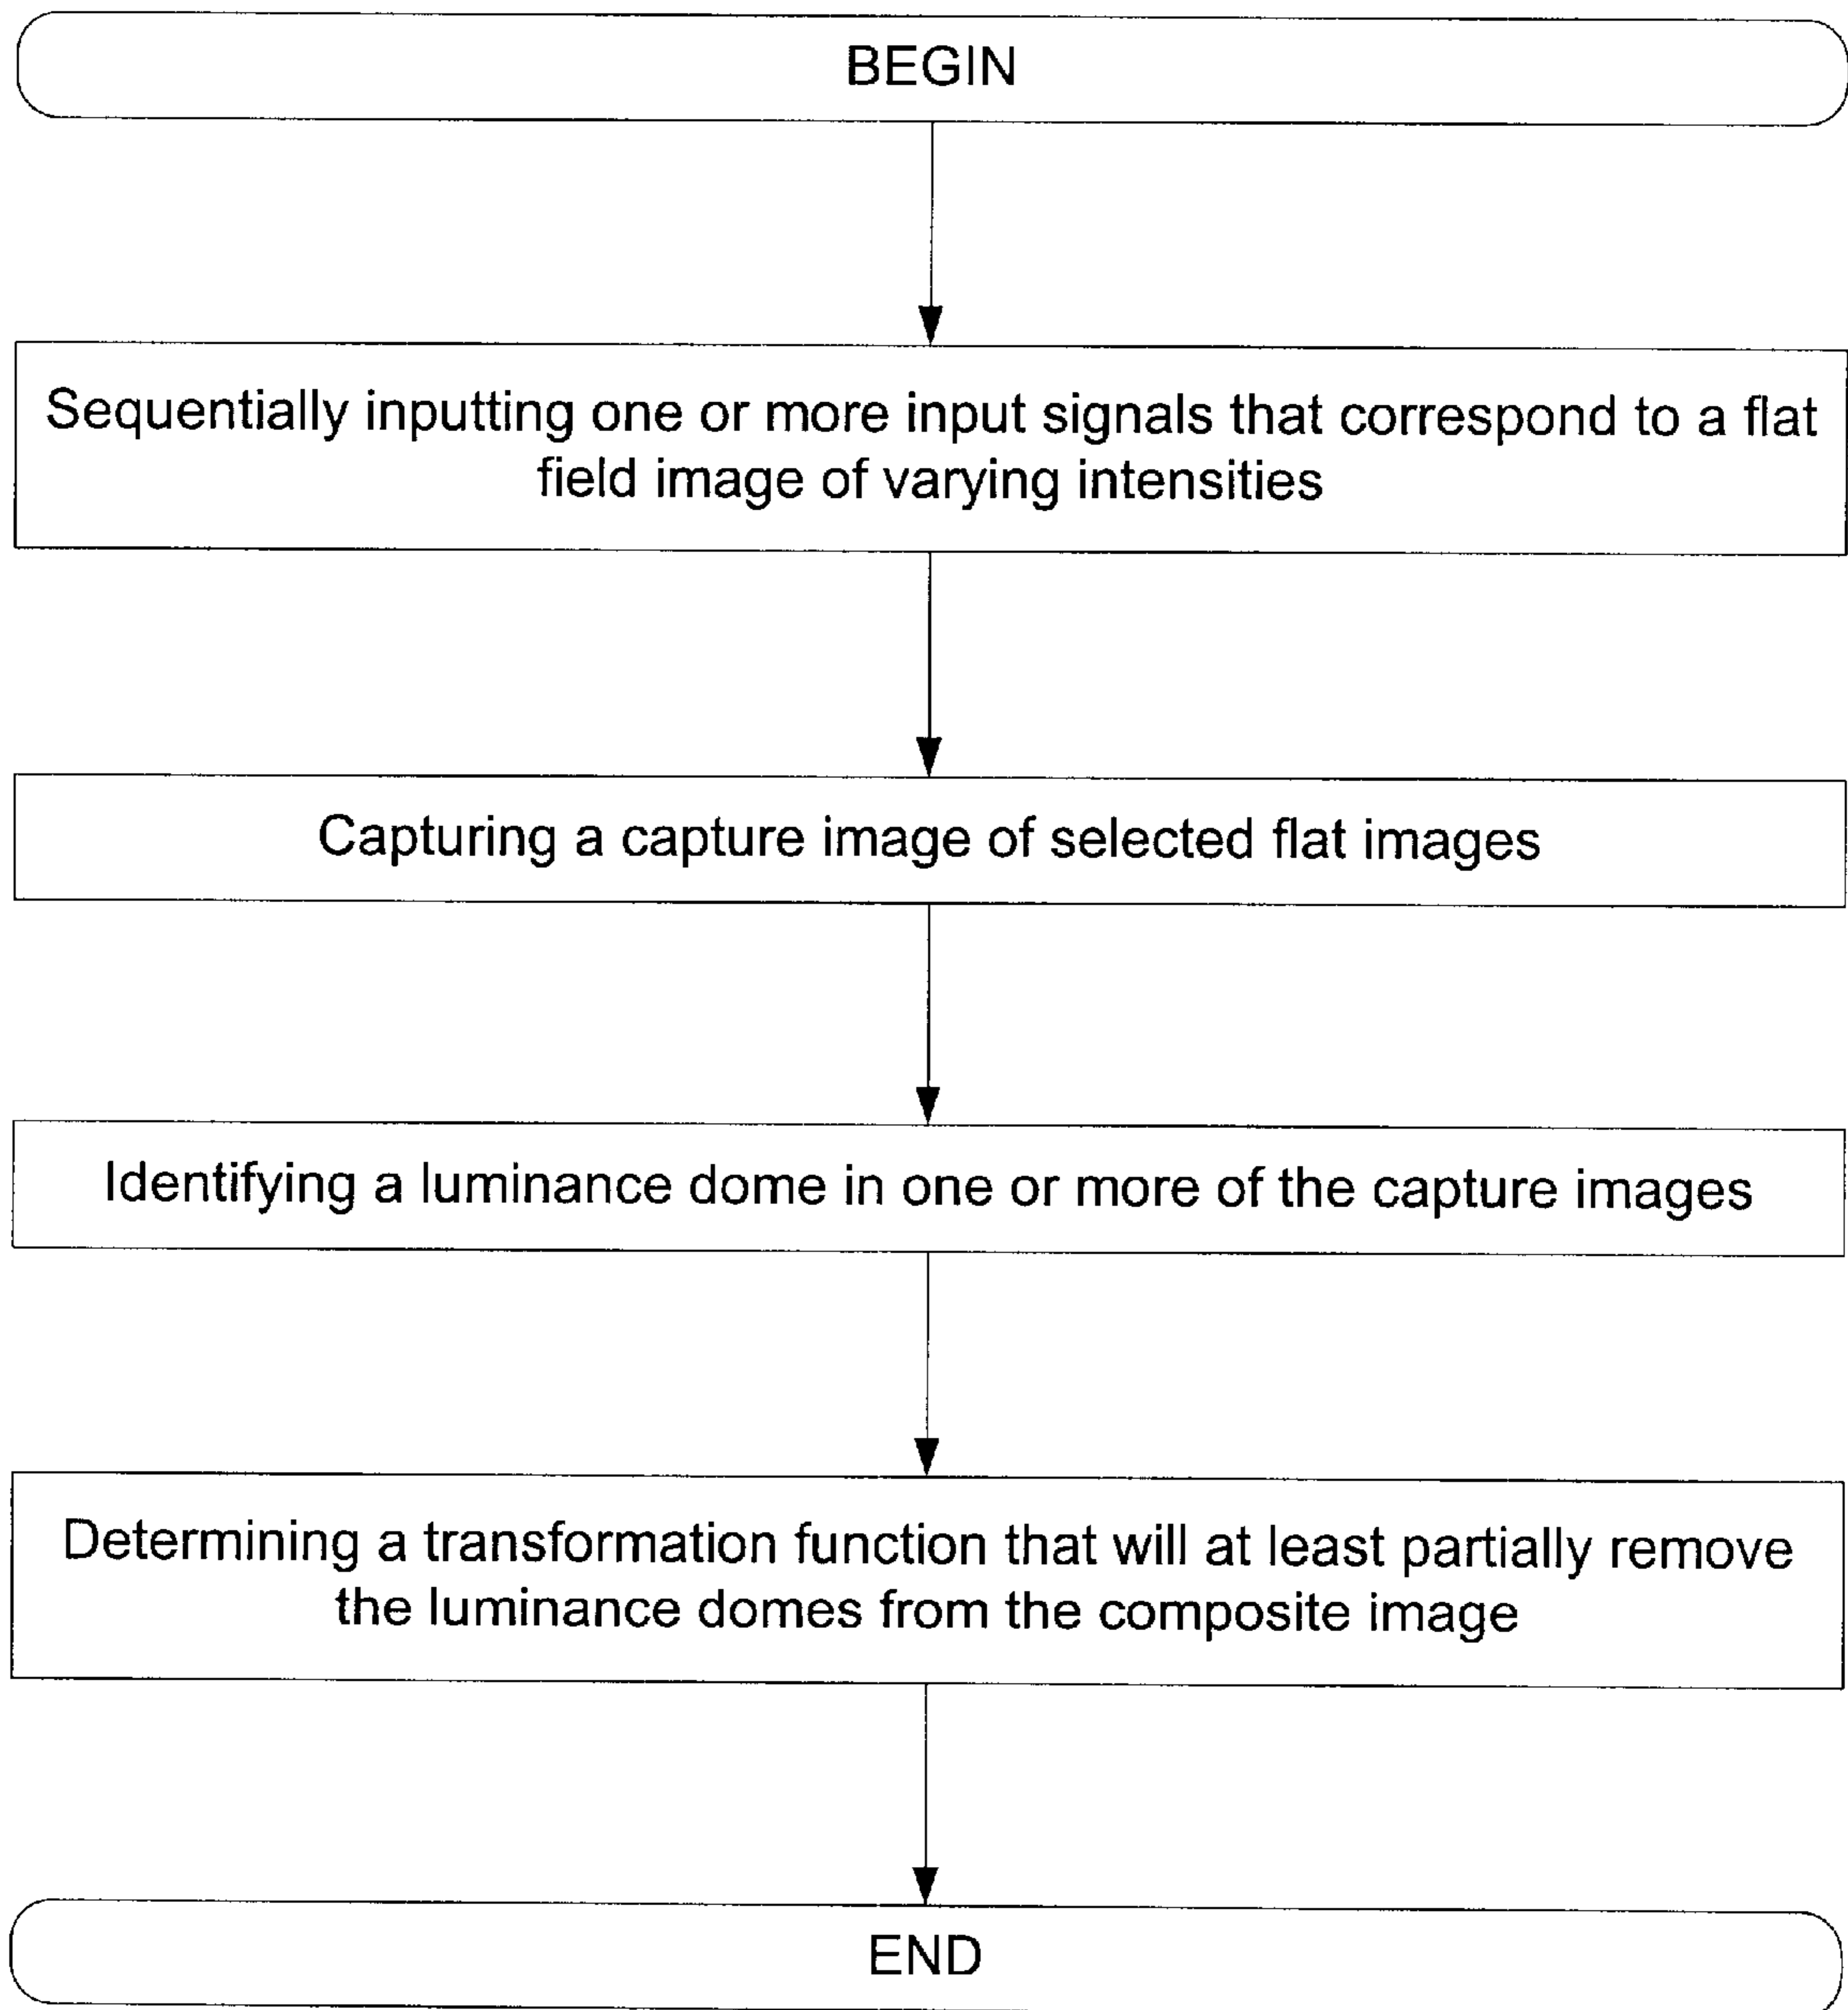 BEGIN
Sequentially inputting one or more input signals that correspond to a flat
field image of varying intensities
Capturing a capture image of selected flat images
Identifying a luminance dome in one or more of the capture images
Determining a transformation function that will at least partially remove
the luminance domes from the composite image
END